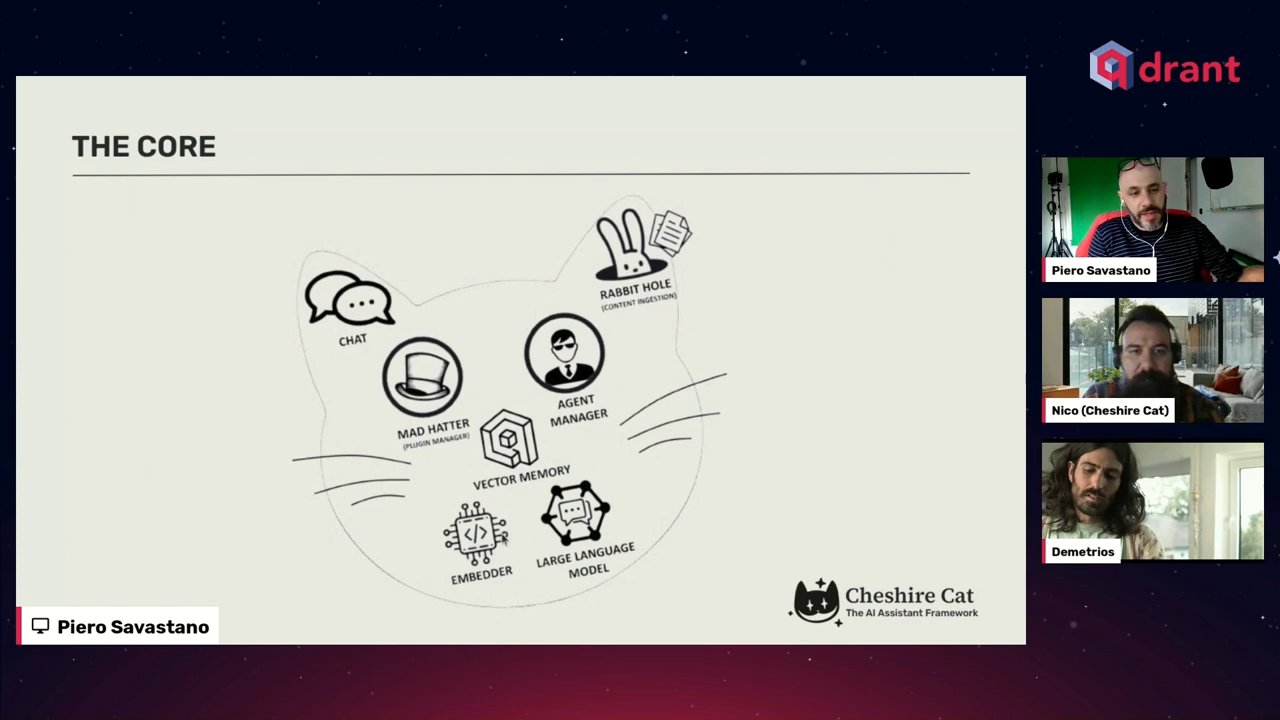 qdrant
THE CORE
RABBIT HOLE
(CONTENT INGESTION)
CHAT
AGENT
MANAGER
MAD HATTER
(PLUGIN MANAGER)
VECTOR MEMORY
EMBEDDER
LARGE LANGUAGE
MODEL
Cheshire Cat
The AI Assistant Framework
Piero Savastano
Piero Savastano
Nico (Cheshire Cat)
Demetrios